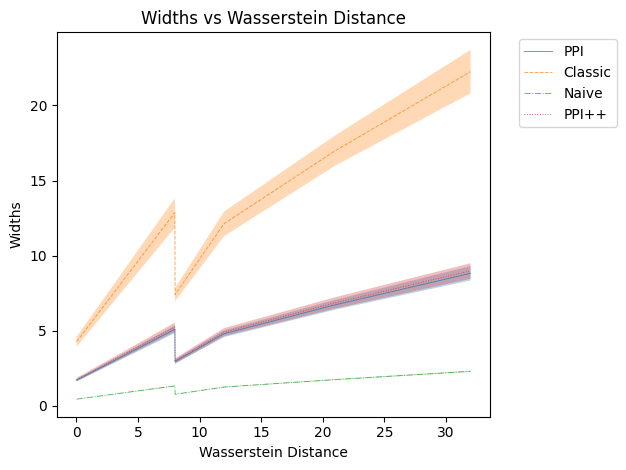 Widths vs Wasserstein Distance
PPI
Classic
Naive
PPI++
Widths
20
15
10
5
0
0 5 10 15 20 25 30
Wasserstein Distance